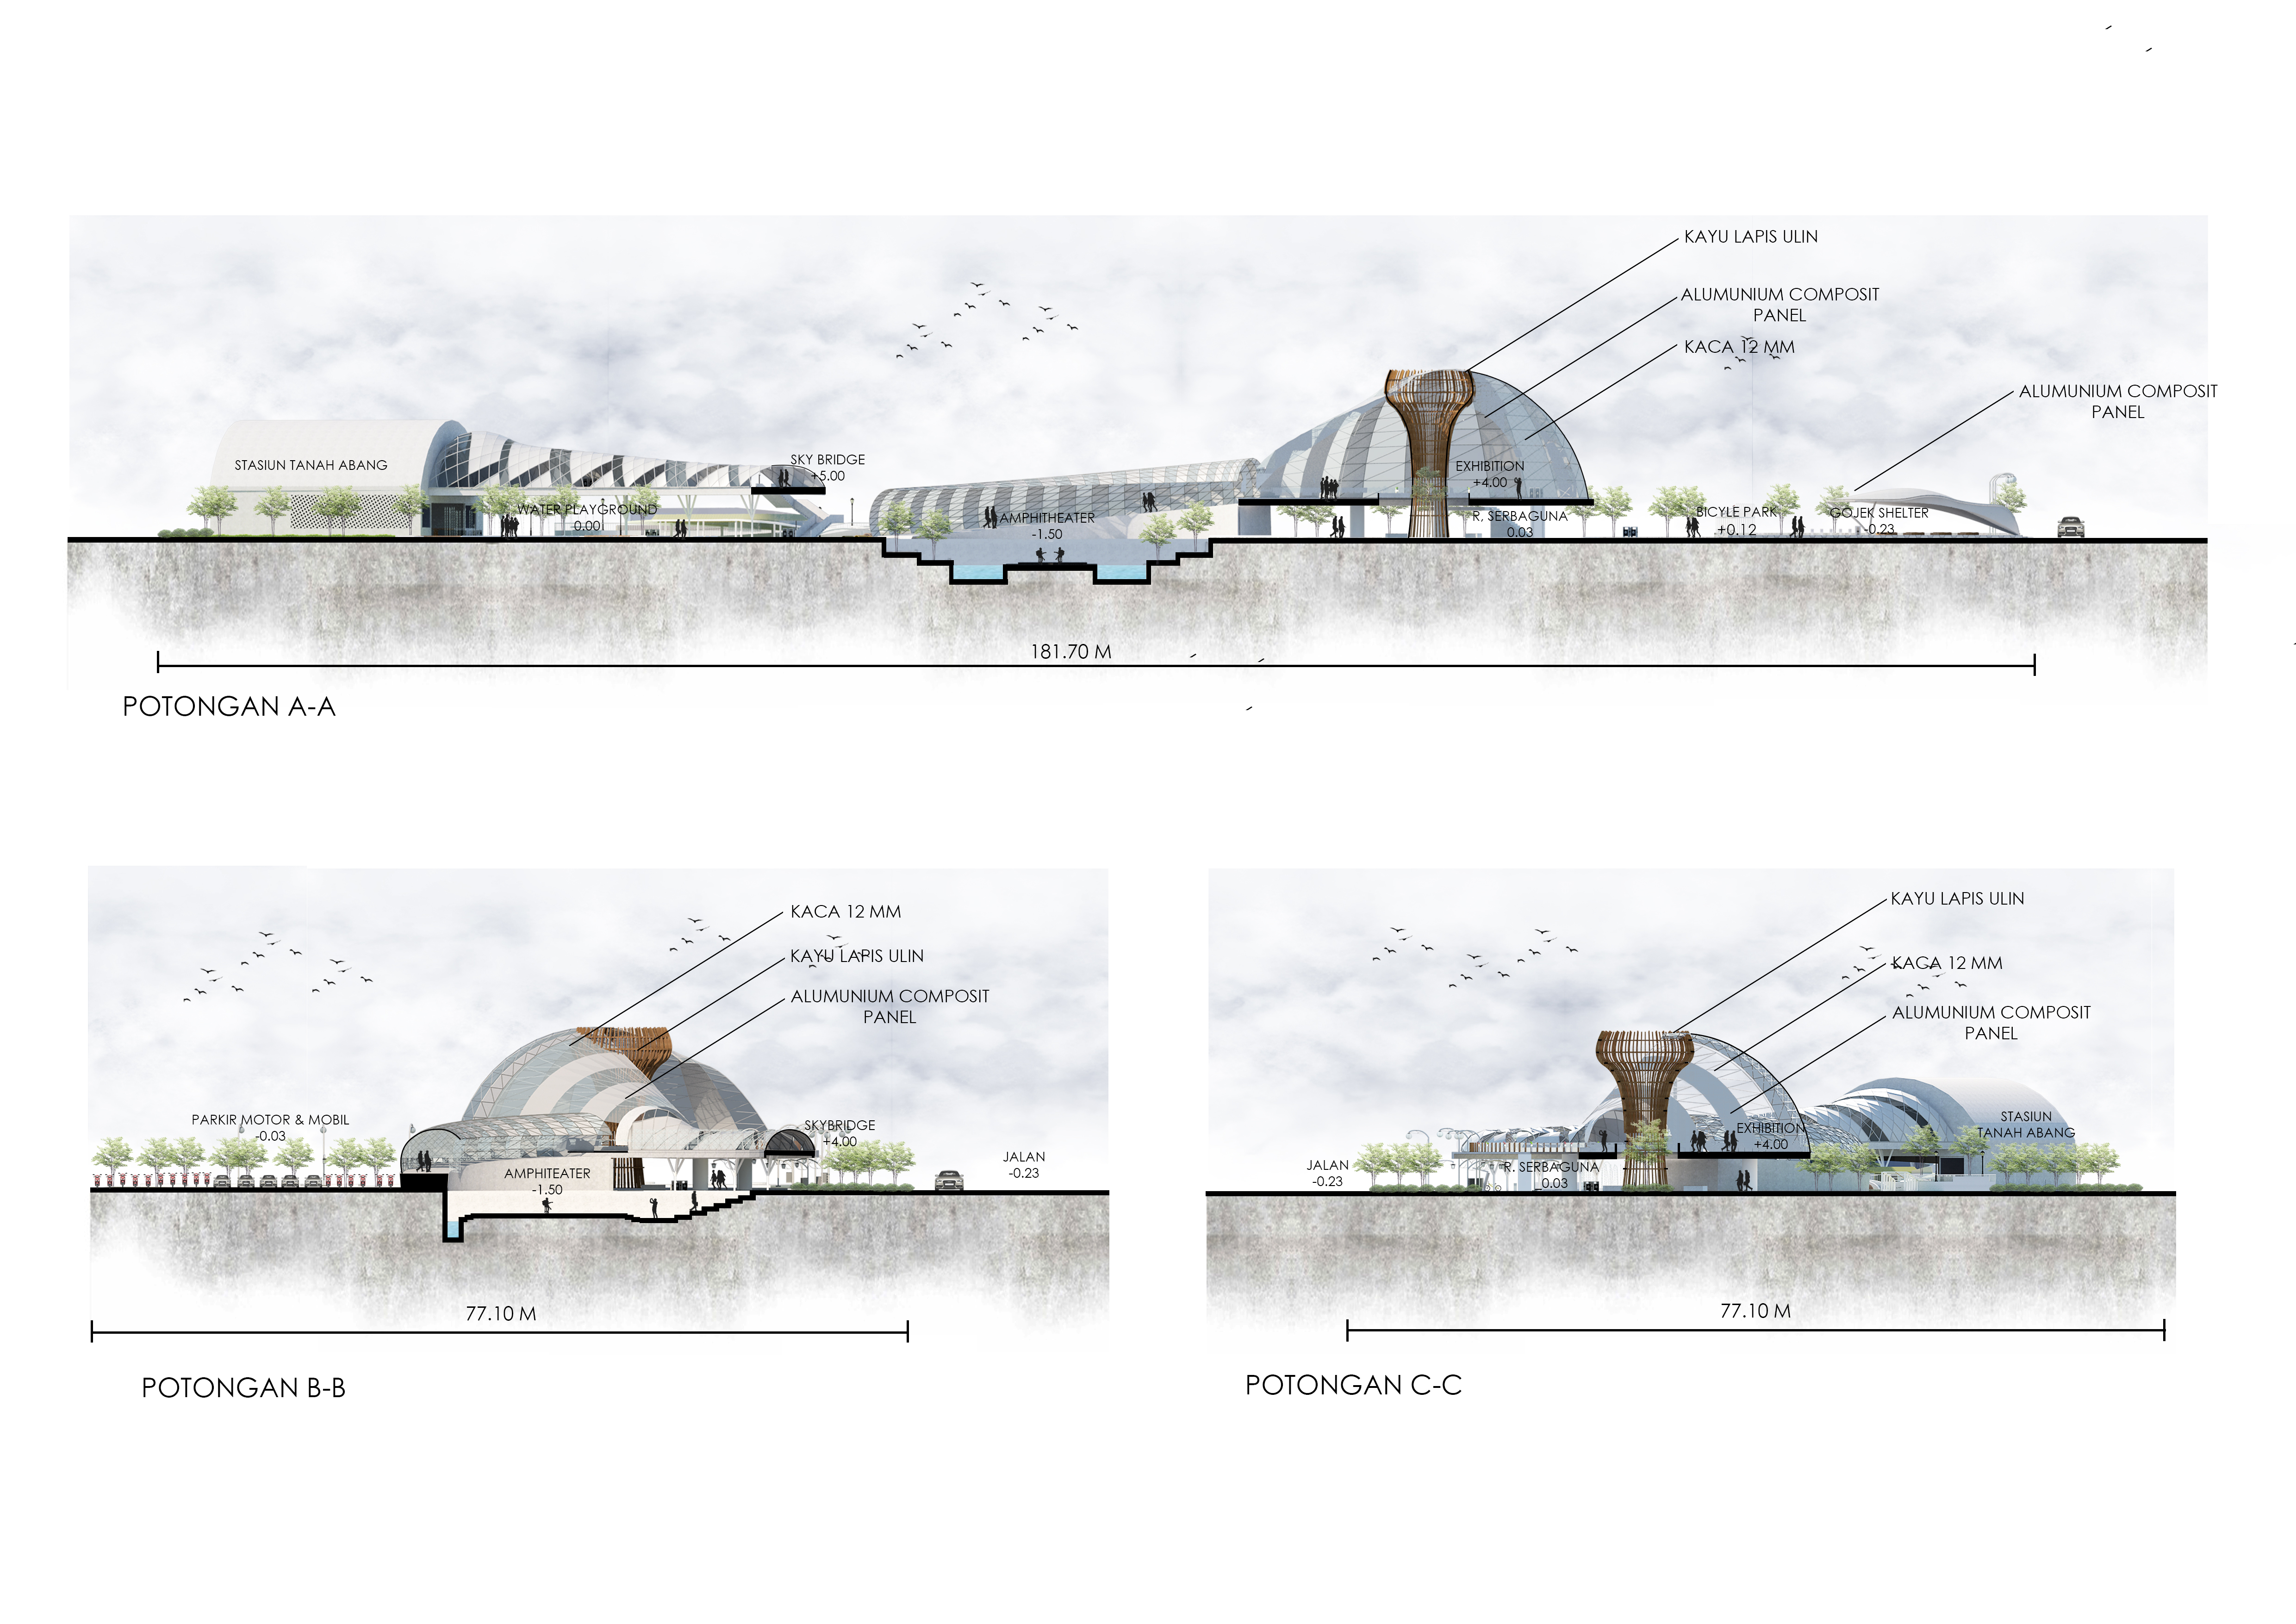 KAYU LAPIS ULIN
ALUMUNIUM COMPOSIT
PANEL
KACA 12 MM
ALUMUNIUM COMPOSIT
PANEL
STASIUN TANAH ABANG
SKY BRIDGE
+5.00
EXHIBITION
+4.00
WATER PLAYGROUND
0.00
AMPHITHEATER
-1.50
R. SERBAGUNA
0.03
BICYLE PARK
+0.12
GOJEK SHELTER
-0.23
181.70 M
POTONGAN A-A
KACA 12 MM
KAYU LAPIS ULIN
ALUMUNIUM COMPOSIT
PANEL
PARKIR MOTOR & MOBIL
-0.03
SKYBRIDGE
+4.00
AMPHITEATER
-1.50
JALAN
-0.23
77.10 M
POTONGAN B-B
KAYU LAPIS ULIN
KACA 12 MM
ALUMUNIUM COMPOSIT
PANEL
STASIUN
TANAH ABANG
EXHIBITION
+4.00
JALAN
-0.23
R. SERBAGUNA
0.03
77.10 M
POTONGAN C-C